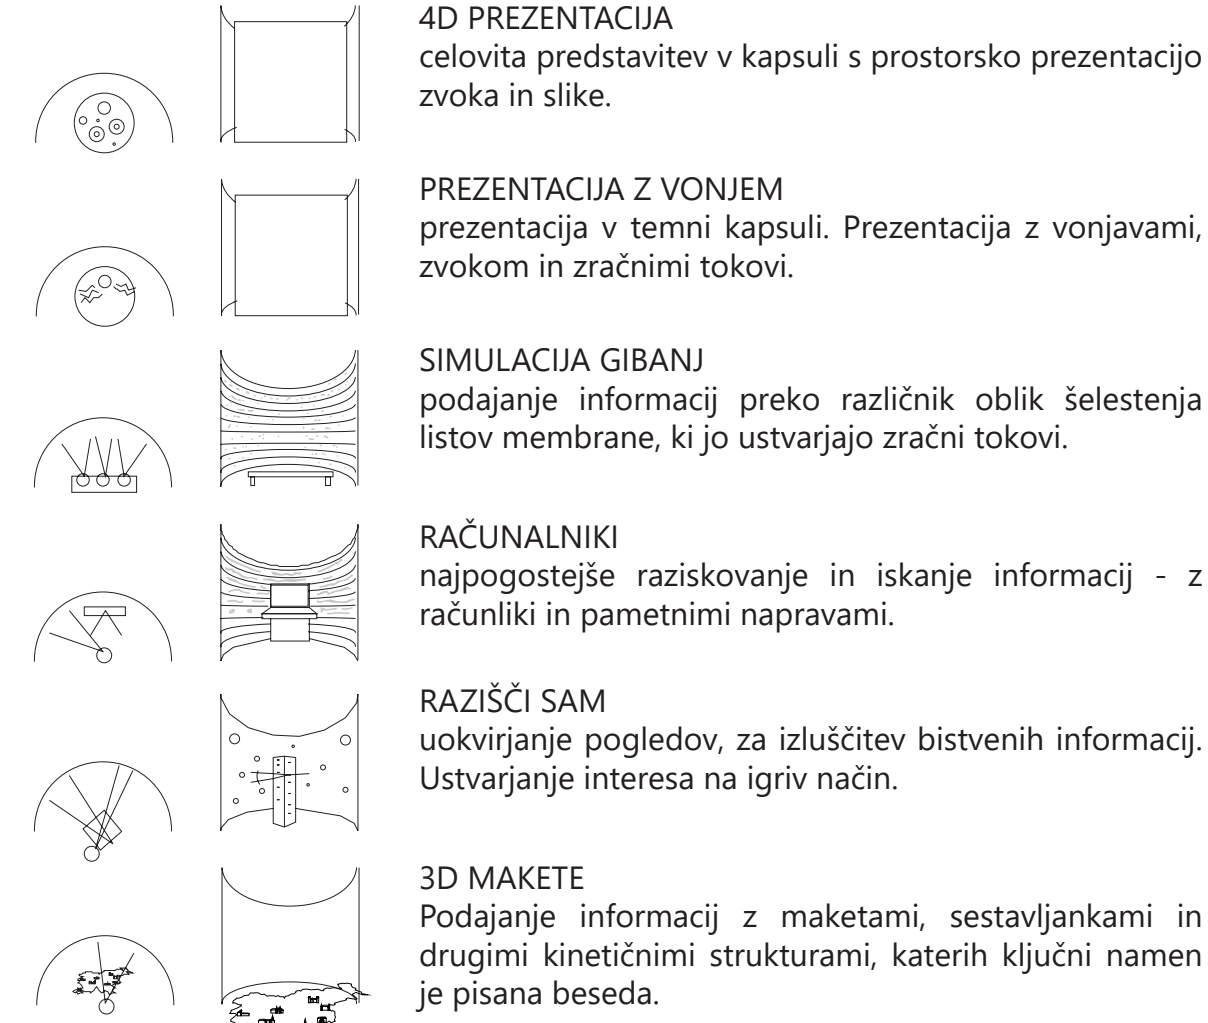 4D PREZENTACIJA
celovita predstavitev v kapsuli s prostorsko prezentacijo
zvoka in slike.
PREZENTACIJA Z VONJEM
prezentacija v temni kapsuli. Prezentacija z vonjavami,
zvokom in zračnimi tokovi.
SIMULACIJA GIBANJ
podajanje informacij preko različnik oblik šelestenja
listov membrane, ki jo ustvarjajo zračni tokovi.
RAČUNALNIKI
najpogostejše raziskovanje in iskanje informacij - z
računliki in pametnimi napravami.
RAZIŠČI SAM
uokvirjanje pogledov, za izluščitev bistvenih informacij.
Ustvarjanje interesa na igriv način.
3D MAKETE
Podajanje informacij z maketami, sestavljankami in
drugimi kinetičnimi strukturami, katerih ključni namen
je pisana beseda.